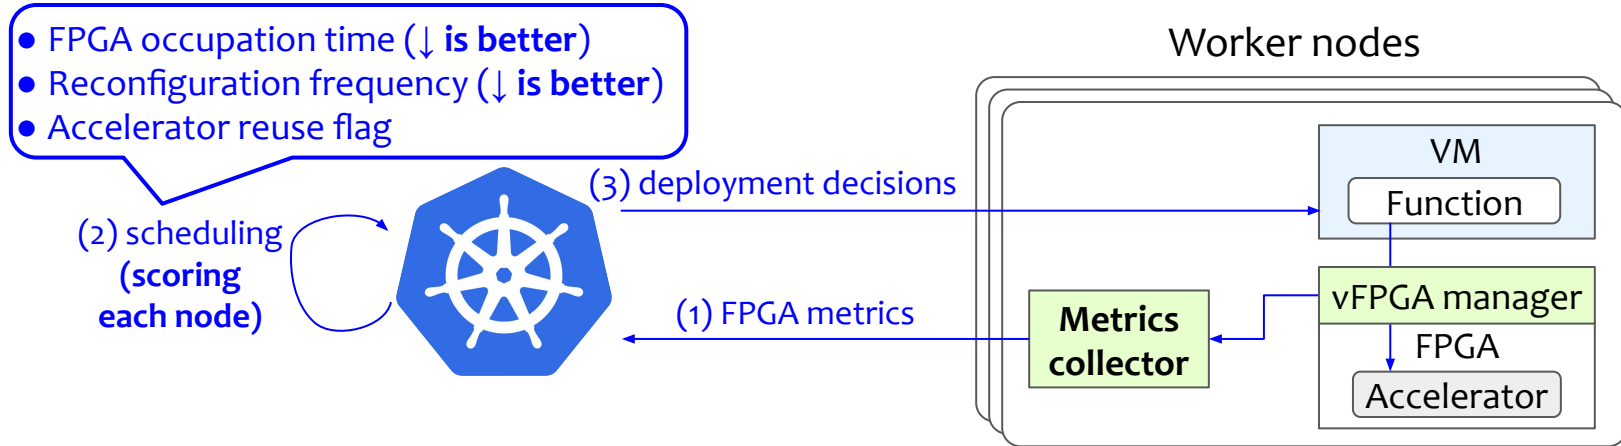 ● FPGA occupation time (↓ is better)
● Reconfiguration frequency (↓ is better)
● Accelerator reuse flag
(2) scheduling
(scoring
each node)
(3) deployment decisions
(1) FPGA metrics
Worker nodes
VM
Function
vFPGA manager
FPGA
Accelerator
Metrics
collector